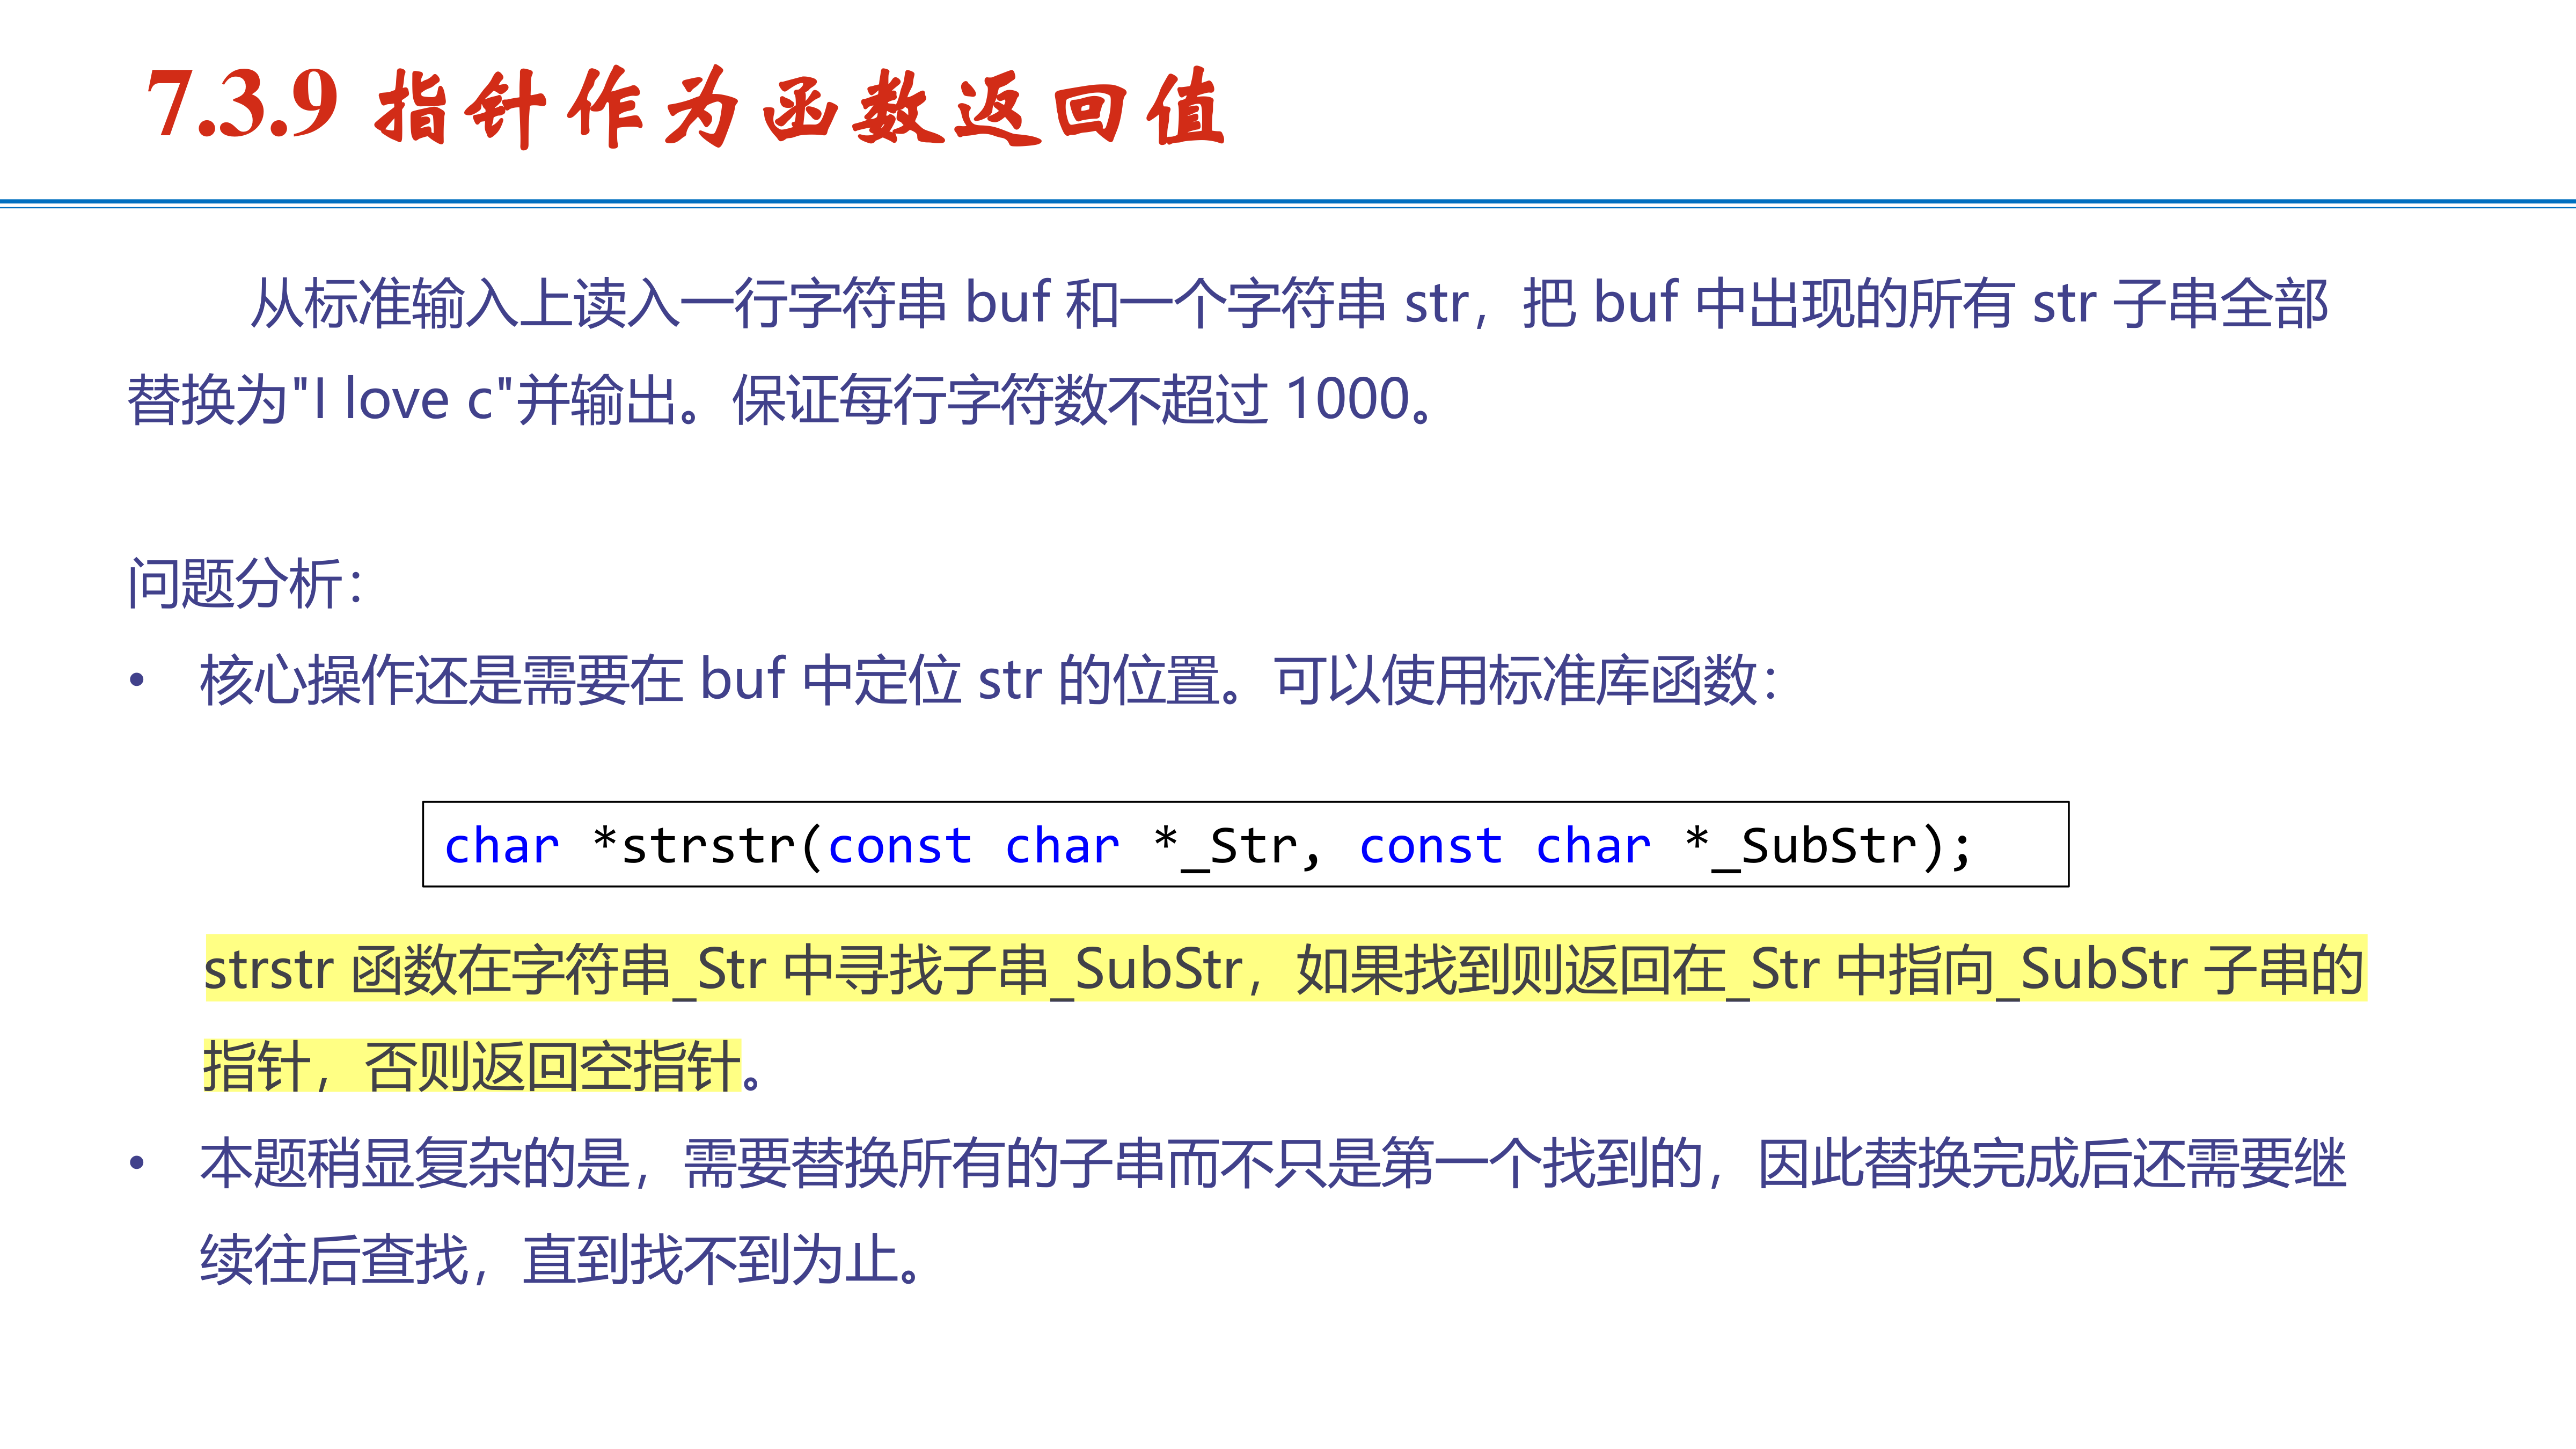 7.3.9 指针作为函数返回值
从标准输入上读入一行字符串 buf 和一个字符串 str，把 buf 中出现的所有 str 子串全部
替换为"I love c"并输出。保证每行字符数不超过 1000。
问题分析：
• 核心操作还是需要在 buf 中定位 str 的位置。可以使用标准库函数：
char *strstr(const char *_Str, const char *_SubStr);
strstr 函数在字符串_Str 中寻找子串_SubStr，如果找到则返回在_Str 中指向_SubStr 子串的
指针，否则返回空指针。
• 本题稍显复杂的是，需要替换所有的子串而不只是第一个找到的，因此替换完成后还需要继
续往后查找，直到找不到为止。